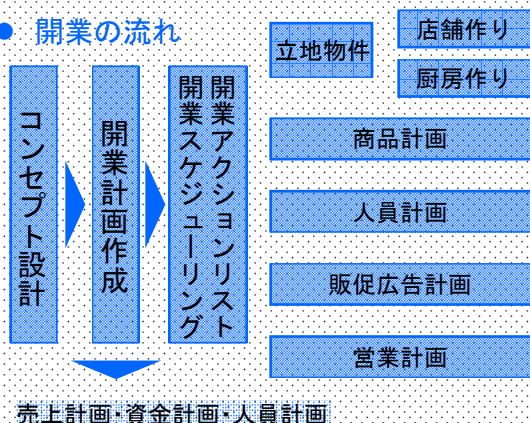 ● 開業の流れ
コンセプト設計
開業計画作成
開業アクションリスト
開業スケジューリング
立地物件
店舗作り
厨房作り
商品計画
人員計画
販促広告計画
営業計画
売上計画・資金計画・人員計画